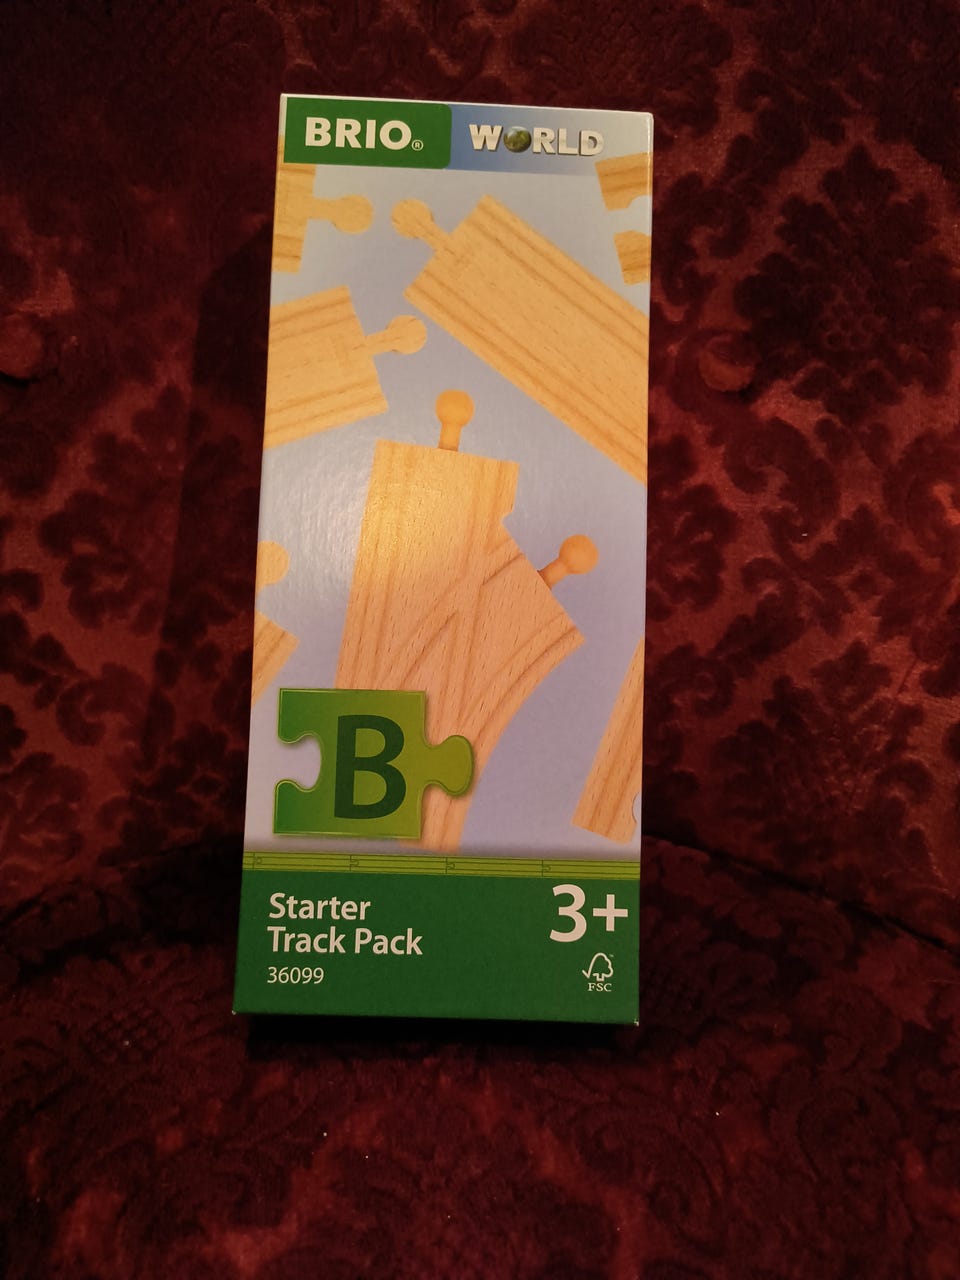 BRIO®
WORLD
B
Starter
Track Pack
36099
3+
FSC